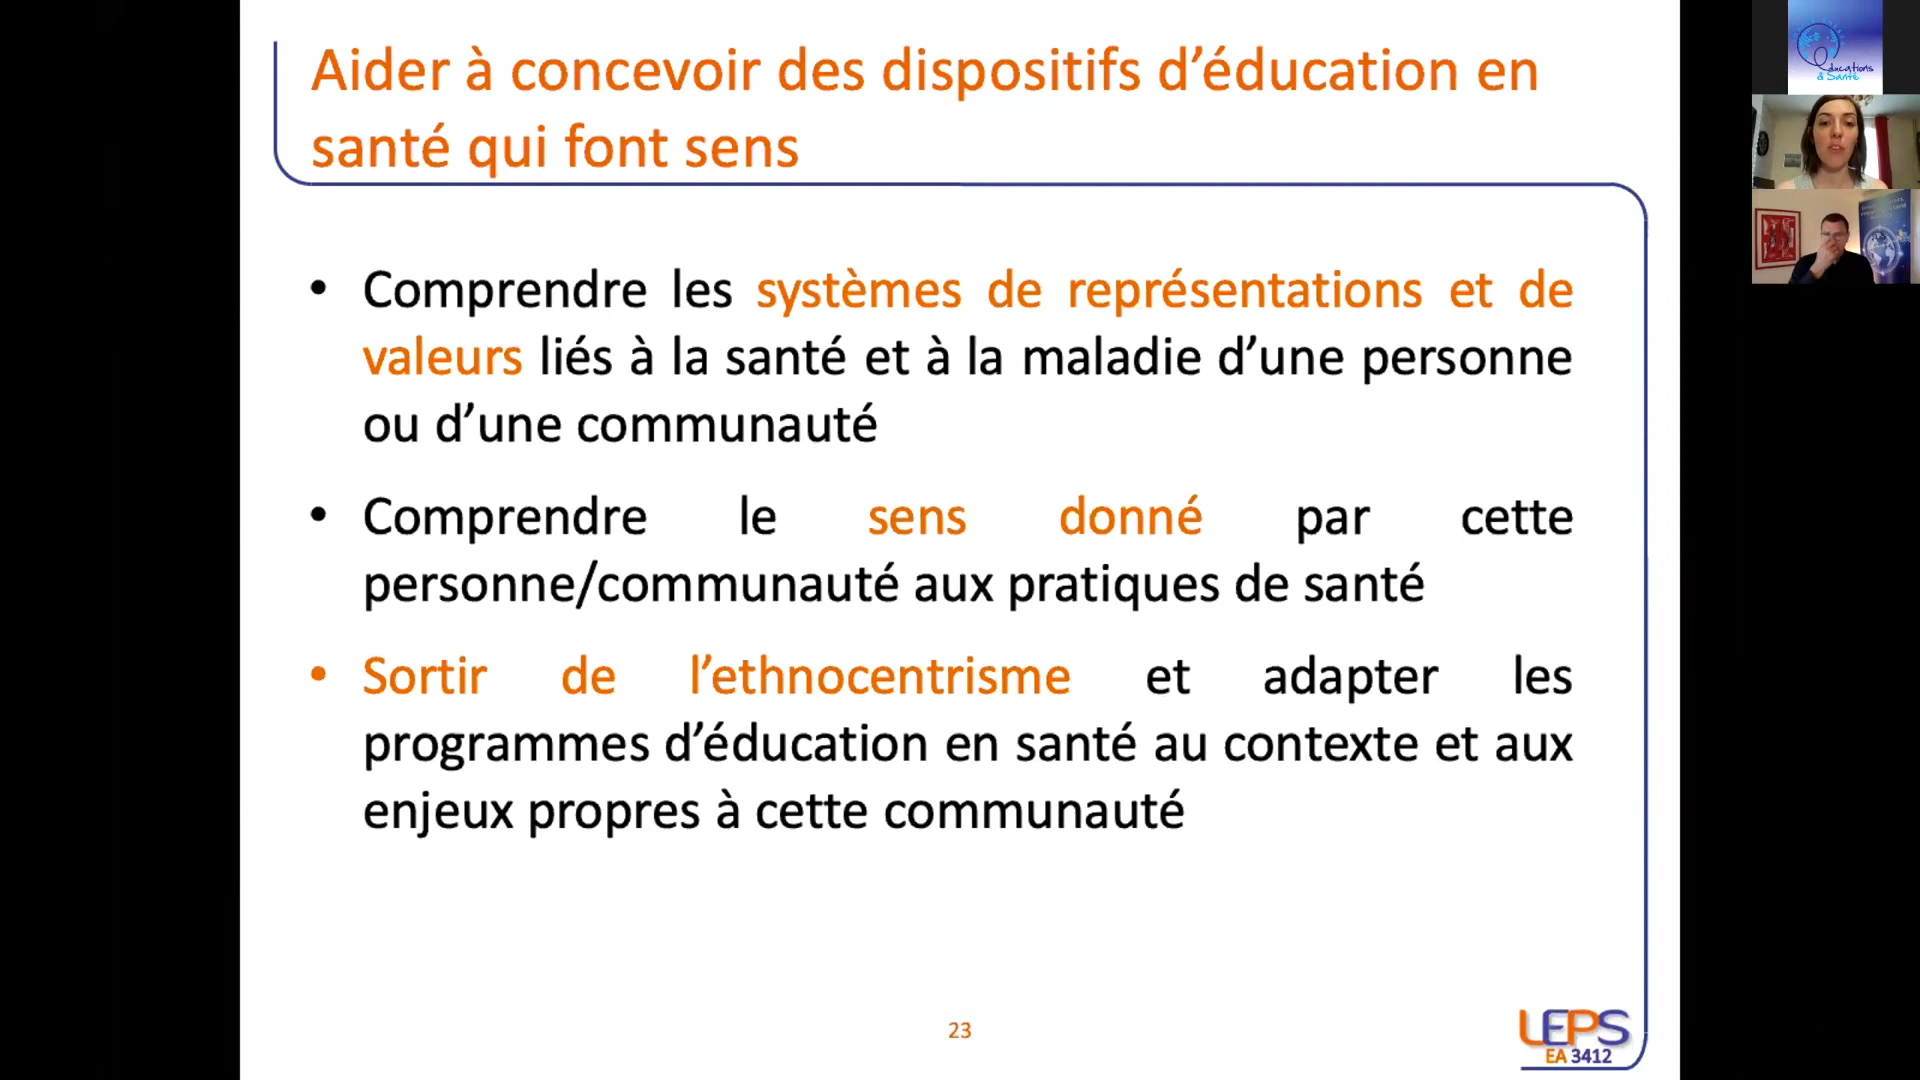 Aider à concevoir des dispositifs d’éducation en
santé qui font sens
• Comprendre les systèmes de représentations et de
valeurs liés à la santé et à la maladie d’une personne
ou d’une communauté
• Comprendre le sens donné par cette
personne/communauté aux pratiques de santé
• Sortir de l’ethnocentrisme et adapter les
programmes d’éducation en santé au contexte et aux
enjeux propres à cette communauté
23
LEPS
EA 3412
Educations
& Santé